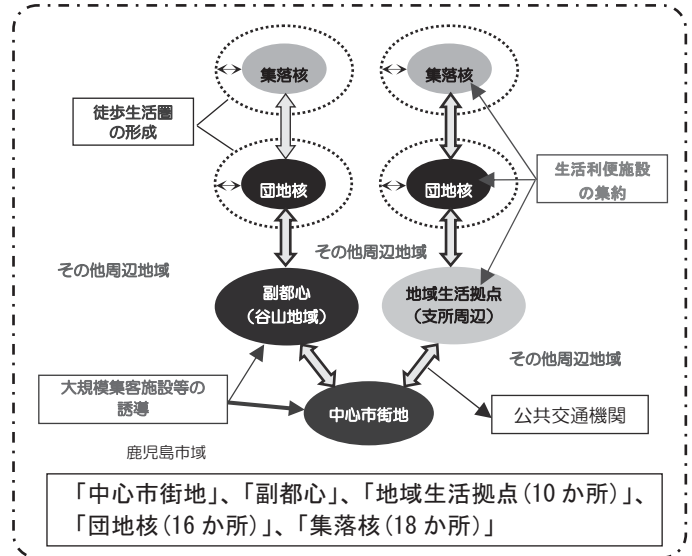 集落核
集落核
徒歩生活圏
の形成
団地核
団地核
生活利便施設
の集約
その他周辺地域
その他周辺地域
副都心
（谷山地域）
地域生活拠点
（支所周辺）
その他周辺地域
大規模集客施設等の
誘導
中心市街地
公共交通機関
鹿児島市域
「中心市街地」、「副都心」、「地域生活拠点(10か所)」、
「団地核(16か所)」、「集落核(18か所)」